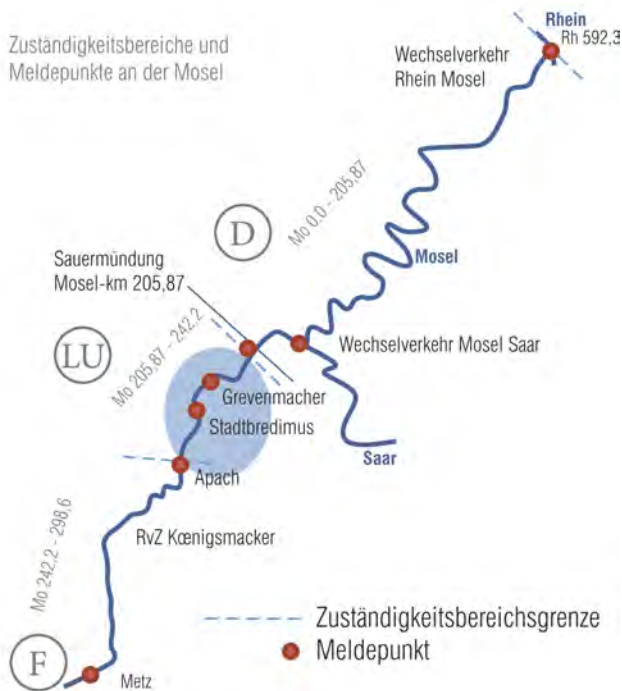 Zuständigkeitsbereiche und
Meldepunkte an der Mosel
Rhein
Rh 592,3
Wechselverkehr
Rhein Mosel
Mo 0.0 - 205,87
D
Mosel
Sauermündung
Mosel-km 205,87
LU
Mo 205,87 - 242,2
Wechselverkehr Mosel Saar
Grevenmacher
Stadtbredimus
Saar
Apach
Mo 242,2 - 298,6
RvZ Kœnigsmacker
Zuständigkeitsbereichsgrenze
Meldepunkt
F
Metz